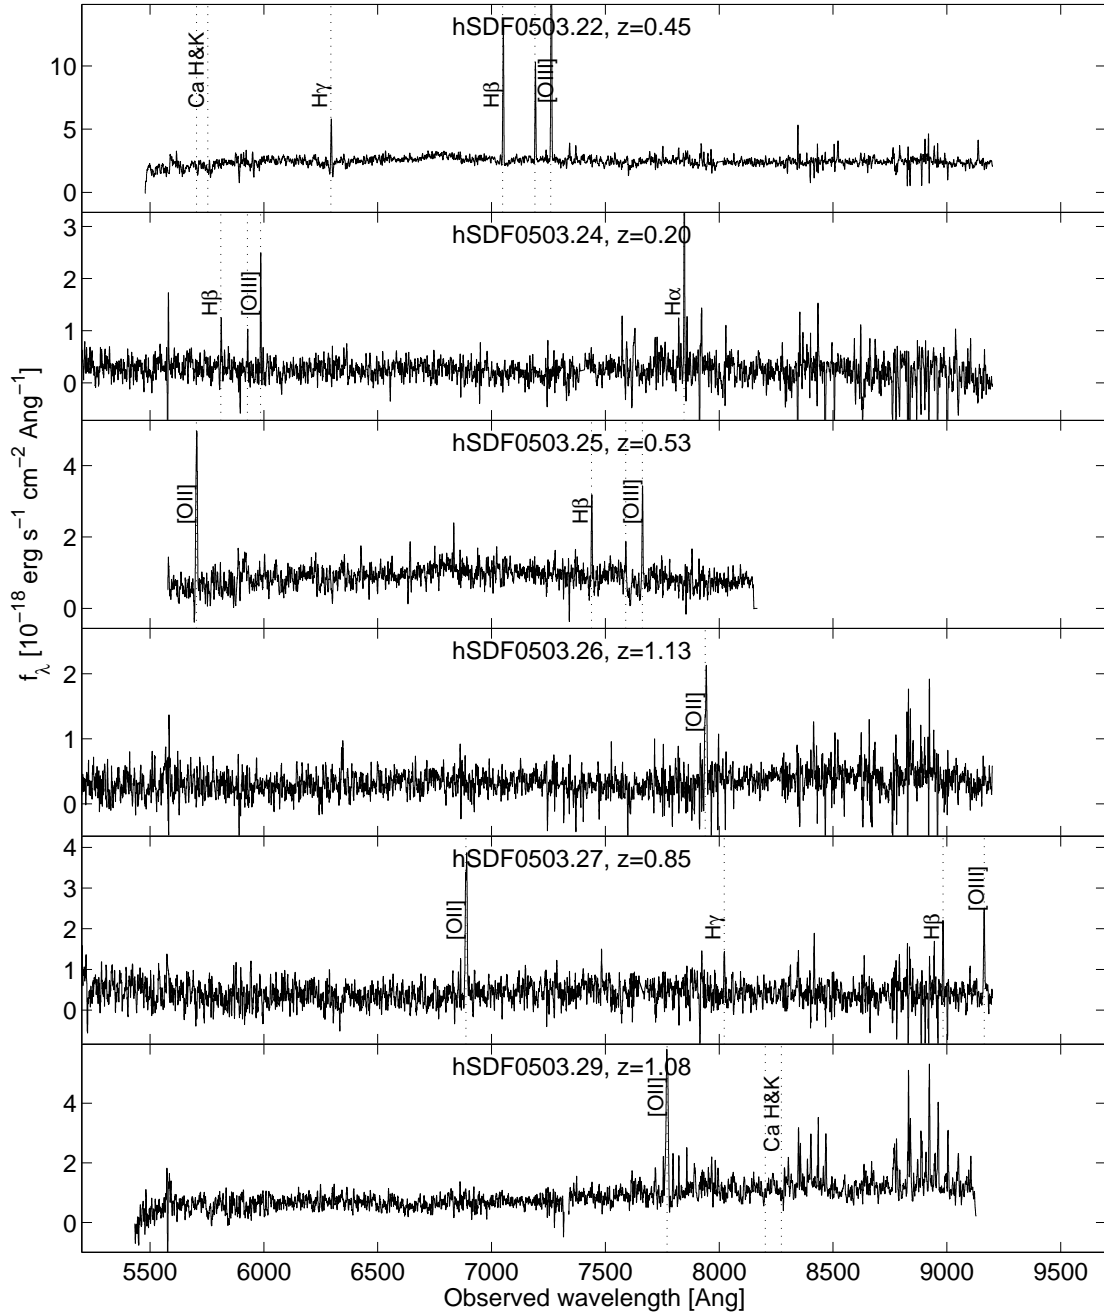 hSDF0503.22, z=0.45
Ca H&K
Hγ
Hβ
[OIII]
10
5
0
hSDF0503.24, z=0.20
Hβ
[OIII]
Hα
3
2
1
0
hSDF0503.25, z=0.53
[OII]
Hβ
[OIII]
4
2
0
hSDF0503.26, z=1.13
[OII]
2
1
0
hSDF0503.27, z=0.85
[OII]
Hγ
Hβ
[OIII]
4
3
2
1
0
hSDF0503.29, z=1.08
[OII]
Ca H&K
4
2
0
f_λ [10⁻¹⁸ erg s⁻¹ cm⁻² Ang⁻¹]
5500 6000 6500 7000 7500 8000 8500 9000 9500
Observed wavelength [Ang]